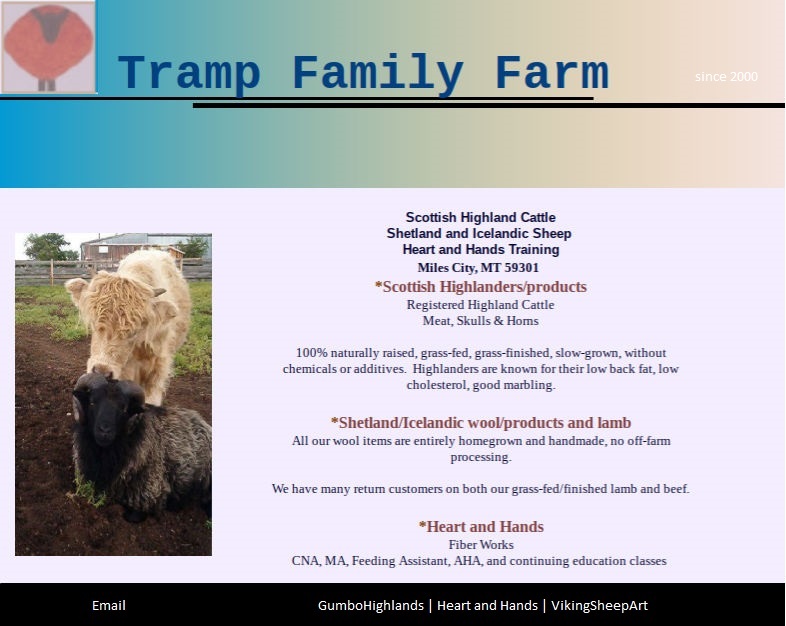 Tramp Family Farm
since 2000
Scottish Highland Cattle
Shetland and Icelandic Sheep
Heart and Hands Training
Miles City, MT 59301
*Scottish Highlanders/products
Registered Highland Cattle
Meat, Skulls & Horns
100% naturally raised, grass-fed, grass-finished, slow-grown, without
chemicals or additives.  Highlanders are known for their low back fat, low
cholesterol, good marbling.
*Shetland/Icelandic wool/products and lamb
All our wool items are entirely homegrown and handmade, no off-farm
processing.
We have many return customers on both our grass-fed/finished lamb and beef.
*Heart and Hands
Fiber Works
CNA, MA, Feeding Assistant, AHA, and continuing education classes
Email
GumboHighlands | Heart and Hands | VikingSheepArt